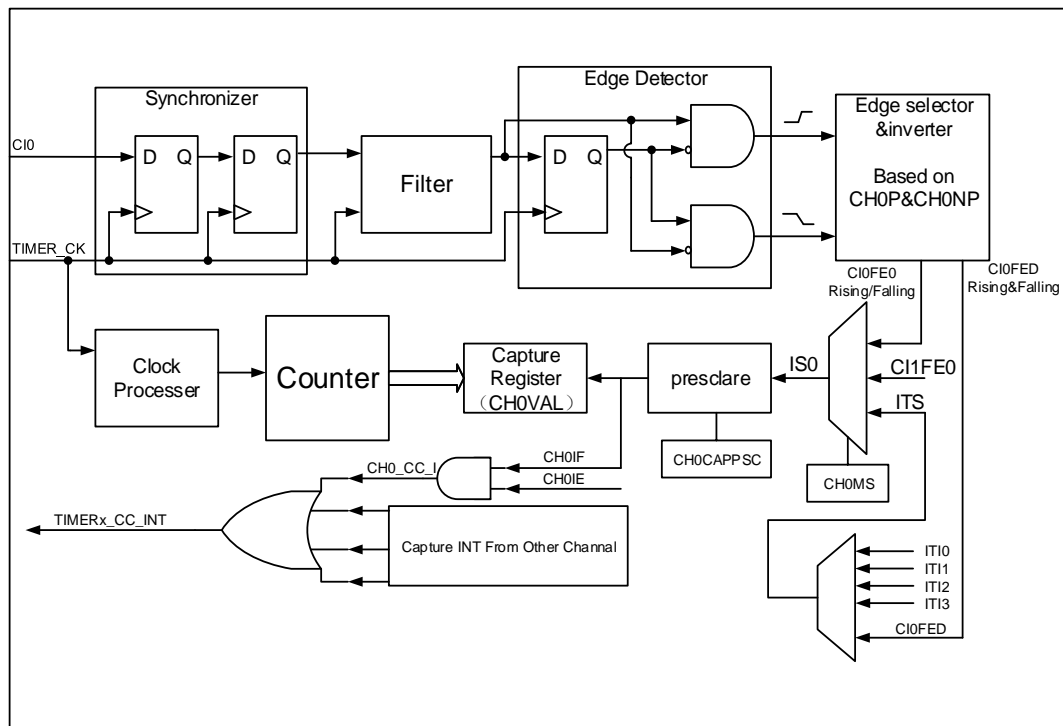 Edge Detector
Synchronizer
Edge selector
&inverter
Based on
CH0P&CH0NP
CI0
D Q
D Q
Filter
D Q
TIMER_CK
CI0FE0
Rising/Falling
CI0FED
Rising&Falling
Clock
Processer
Counter
Capture
Register
（CH0VAL）
presclare
IS0
CI1FE0
ITS
CH0CAPPSC
CH0MS
CH0IF
CH0_CC_I
CH0IE
TIMERx_CC_INT
Capture INT From Other Channel
ITI0
ITI1
ITI2
ITI3
CI0FED